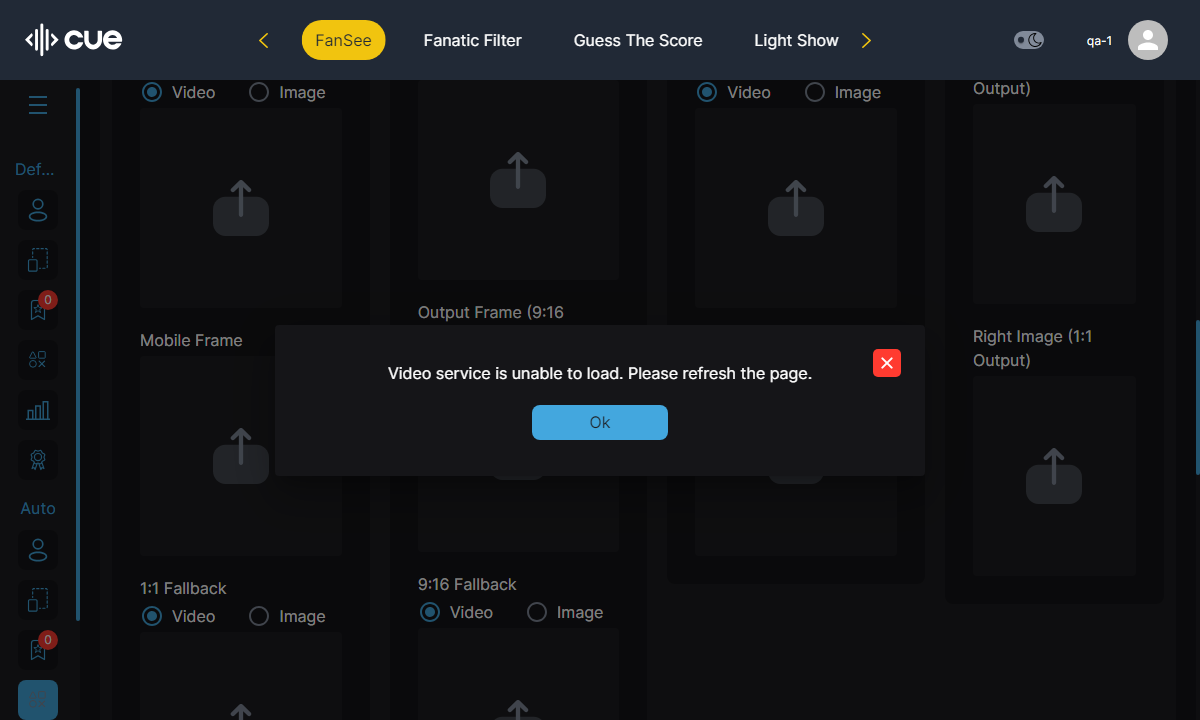 cue
FanSee
Fanatic Filter
Guess The Score
Light Show
qa-1
Video
Image
Video
Image
Output)
Def...
0
Output Frame (9:16
Mobile Frame
Right Image (1:1
Output)
Video service is unable to load. Please refresh the page.
Ok
Auto
1:1 Fallback
9:16 Fallback
Video
Image
Video
Image
0